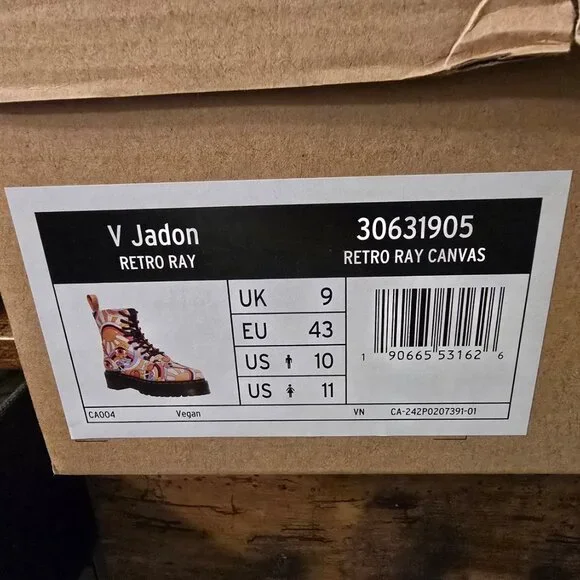 V Jadon
RETRO RAY
30631905
RETRO RAY CANVAS
UK 9
EU 43
US 10
US 11
1 90665 53162 6
CA004 Vegan VN CA-242P0207391-01